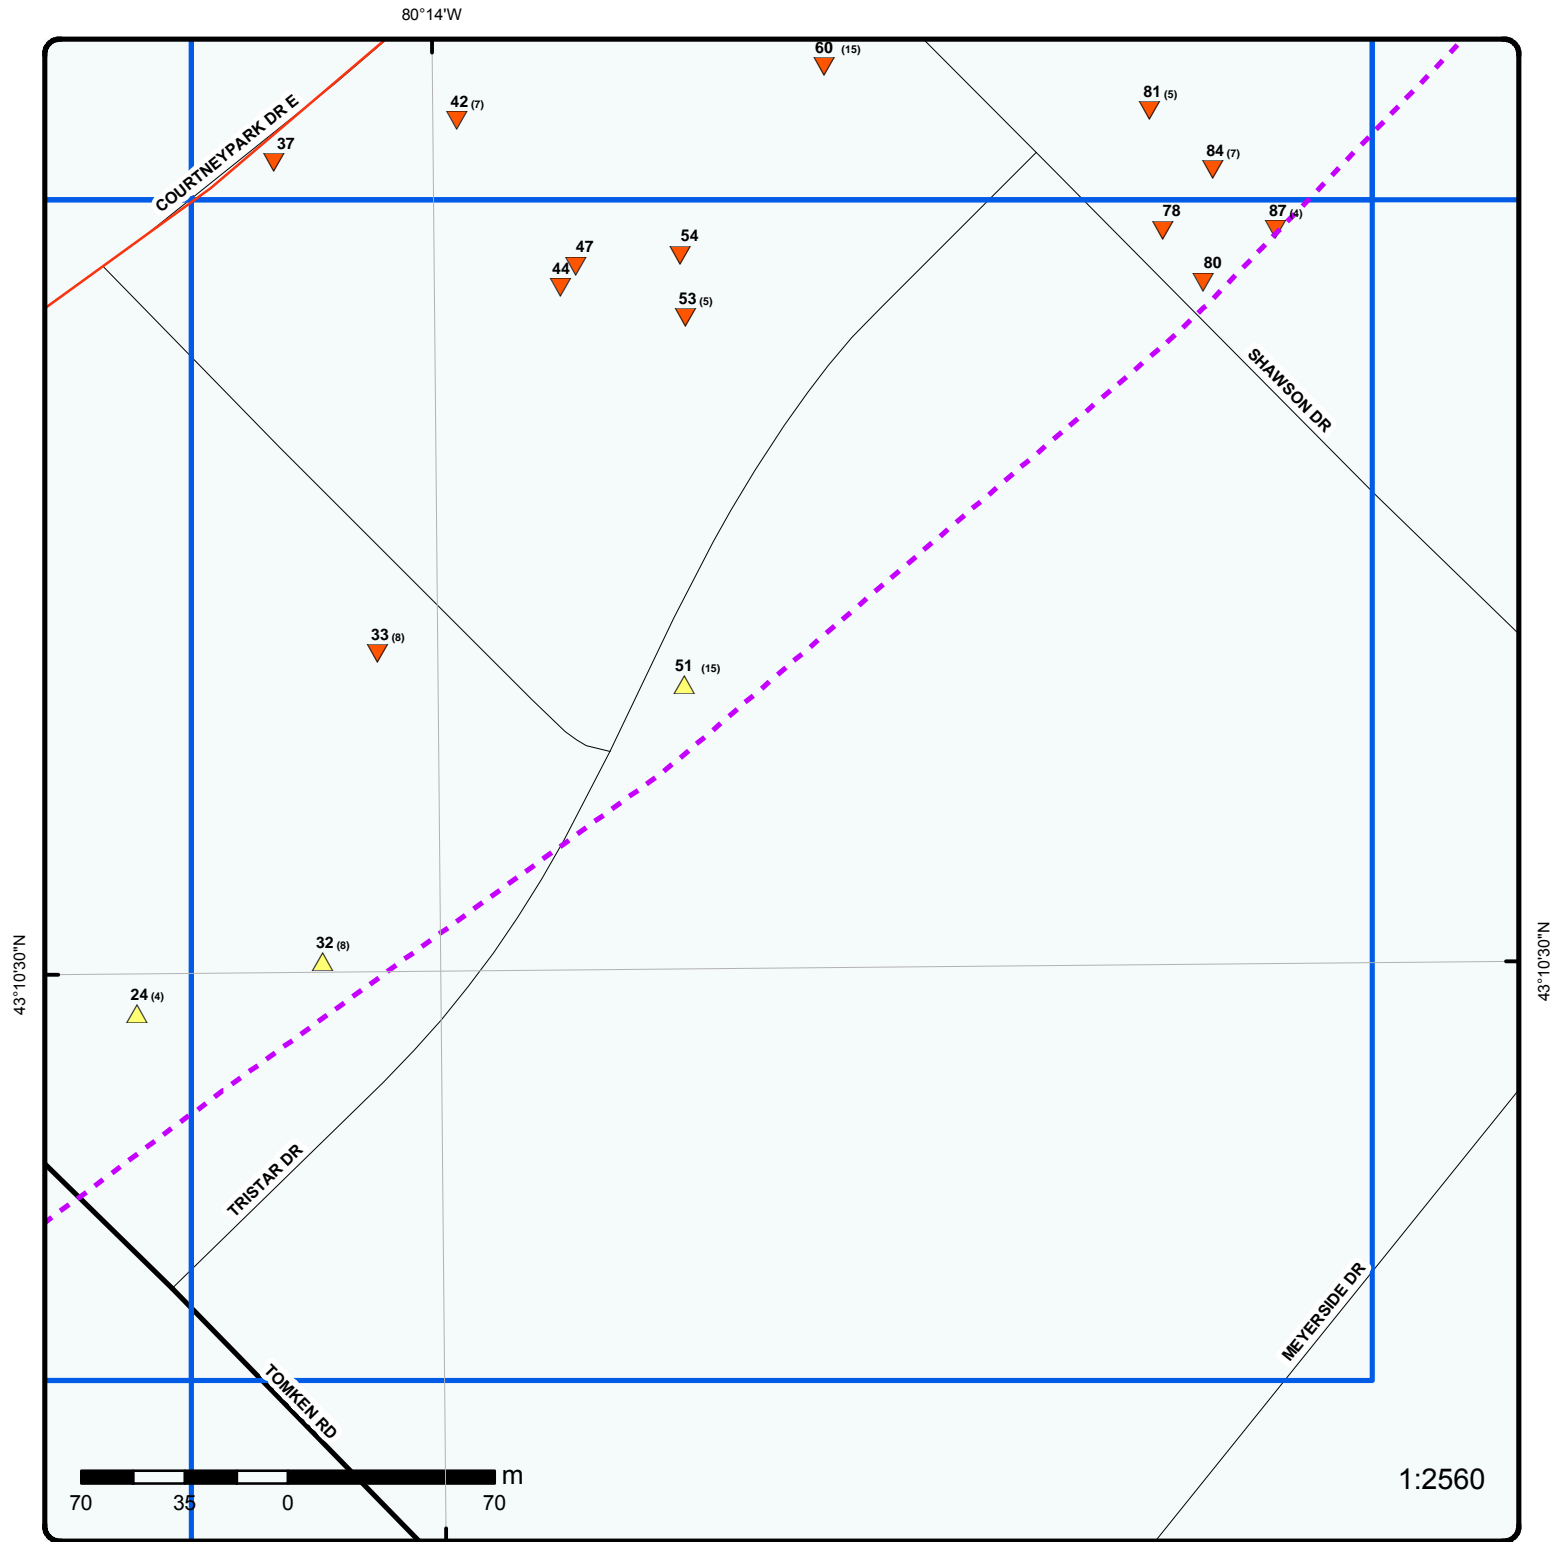 80°14'W
60 (15)
81 (5)
42 (7)
COURTNEYPARK DR E
37
84 (7)
78
87 (4)
54
47
44
80
53 (5)
SHAWSON DR
33 (8)
51 (15)
32 (8)
43°10'30"N
43°10'30"N
24 (4)
TRISTAR DR
MEYERSIDE DR
TOMKEN RD
m
1:2560
70 35 0 70